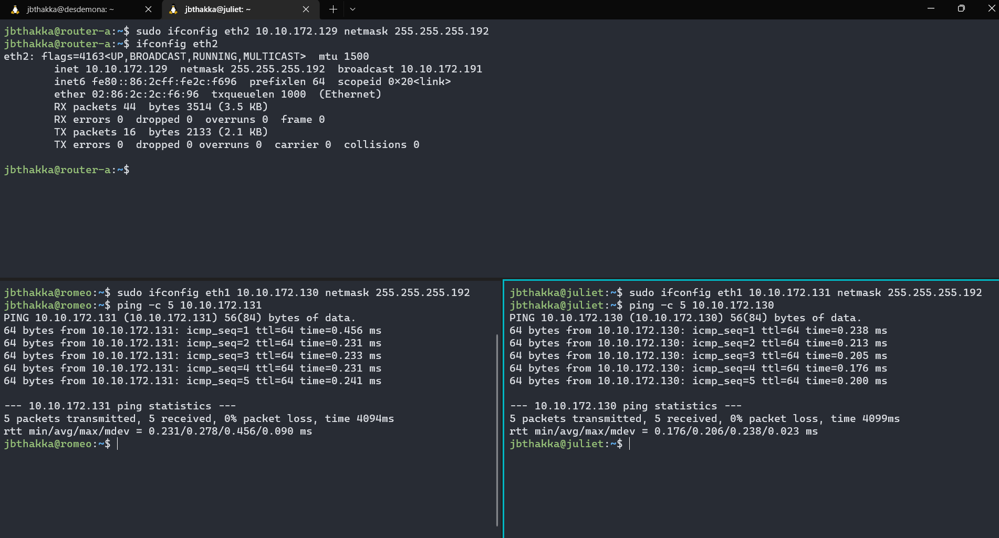 jbthakka@desdemona: ~
jbthakka@juliet: ~
jbthakka@router-a:~$ sudo ifconfig eth2 10.10.172.129 netmask 255.255.255.192
jbthakka@router-a:~$ ifconfig eth2
eth2: flags=4163<UP,BROADCAST,RUNNING,MULTICAST>  mtu 1500
        inet 10.10.172.129  netmask 255.255.255.192  broadcast 10.10.172.191
        inet6 fe80::86:2cff:fe2c:f696  prefixlen 64  scopeid 0×20<link>
        ether 02:86:2c:2c:f6:96  txqueuelen 1000  (Ethernet)
        RX packets 44  bytes 3514 (3.5 KB)
        RX errors 0  dropped 0  overruns 0  frame 0
        TX packets 16  bytes 2133 (2.1 KB)
        TX errors 0  dropped 0 overruns 0  carrier 0  collisions 0
jbthakka@router-a:~$
jbthakka@romeo:~$ sudo ifconfig eth1 10.10.172.130 netmask 255.255.255.192
jbthakka@romeo:~$ ping -c 5 10.10.172.131
PING 10.10.172.131 (10.10.172.131) 56(84) bytes of data.
64 bytes from 10.10.172.131: icmp_seq=1 ttl=64 time=0.456 ms
64 bytes from 10.10.172.131: icmp_seq=2 ttl=64 time=0.231 ms
64 bytes from 10.10.172.131: icmp_seq=3 ttl=64 time=0.233 ms
64 bytes from 10.10.172.131: icmp_seq=4 ttl=64 time=0.231 ms
64 bytes from 10.10.172.131: icmp_seq=5 ttl=64 time=0.241 ms
--- 10.10.172.131 ping statistics ---
5 packets transmitted, 5 received, 0% packet loss, time 4094ms
rtt min/avg/max/mdev = 0.231/0.278/0.456/0.090 ms
jbthakka@romeo:~$
jbthakka@juliet:~$ sudo ifconfig eth1 10.10.172.131 netmask 255.255.255.192
jbthakka@juliet:~$ ping -c 5 10.10.172.130
PING 10.10.172.130 (10.10.172.130) 56(84) bytes of data.
64 bytes from 10.10.172.130: icmp_seq=1 ttl=64 time=0.238 ms
64 bytes from 10.10.172.130: icmp_seq=2 ttl=64 time=0.213 ms
64 bytes from 10.10.172.130: icmp_seq=3 ttl=64 time=0.205 ms
64 bytes from 10.10.172.130: icmp_seq=4 ttl=64 time=0.176 ms
64 bytes from 10.10.172.130: icmp_seq=5 ttl=64 time=0.200 ms
--- 10.10.172.130 ping statistics ---
5 packets transmitted, 5 received, 0% packet loss, time 4099ms
rtt min/avg/max/mdev = 0.176/0.206/0.238/0.023 ms
jbthakka@juliet:~$